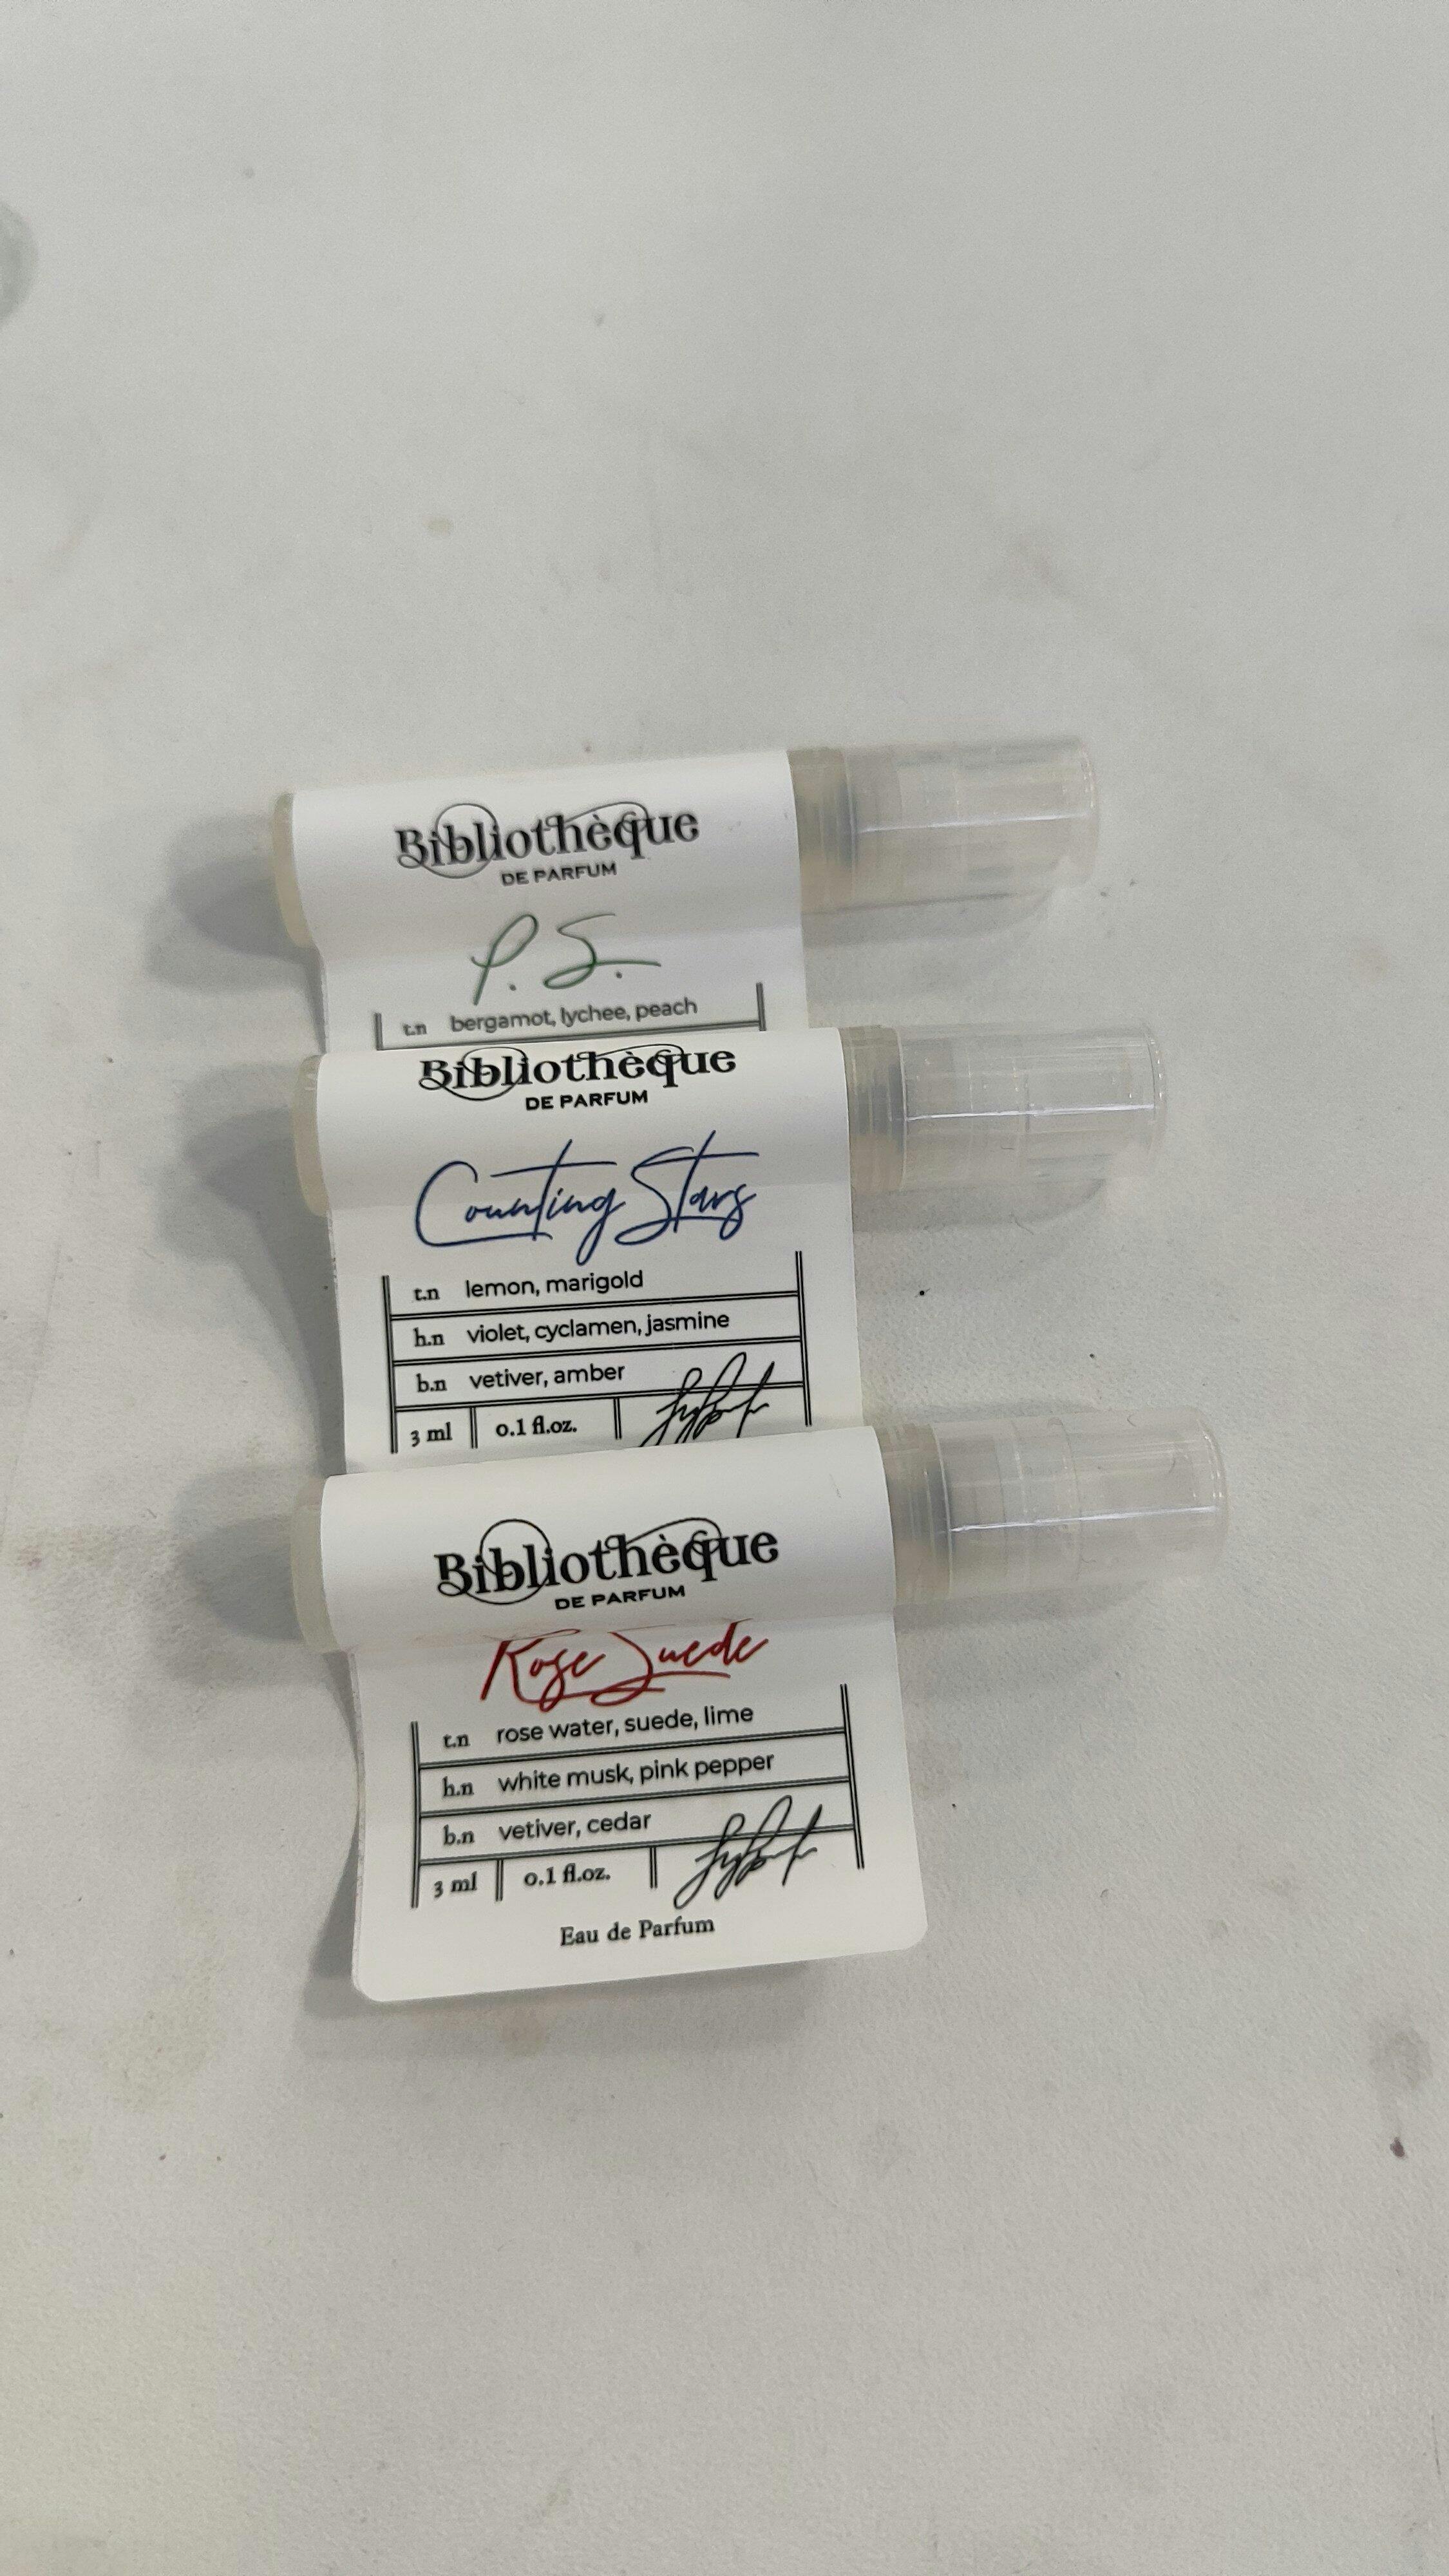 Bibliothèque
DE PARFUM
P.S.
t.n bergamot, lychee, peach
Bibliothèque
DE PARFUM
Counting Stars
t.n lemon, marigold
h.n violet, cyclamen, jasmine
b.n vetiver, amber
3 ml 0.1 fl.oz.
Bibliothèque
DE PARFUM
Rose Suede
t.n rose water, suede, lime
h.n white musk, pink pepper
b.n vetiver, cedar
3 ml 0.1 fl.oz.
Eau de Parfum